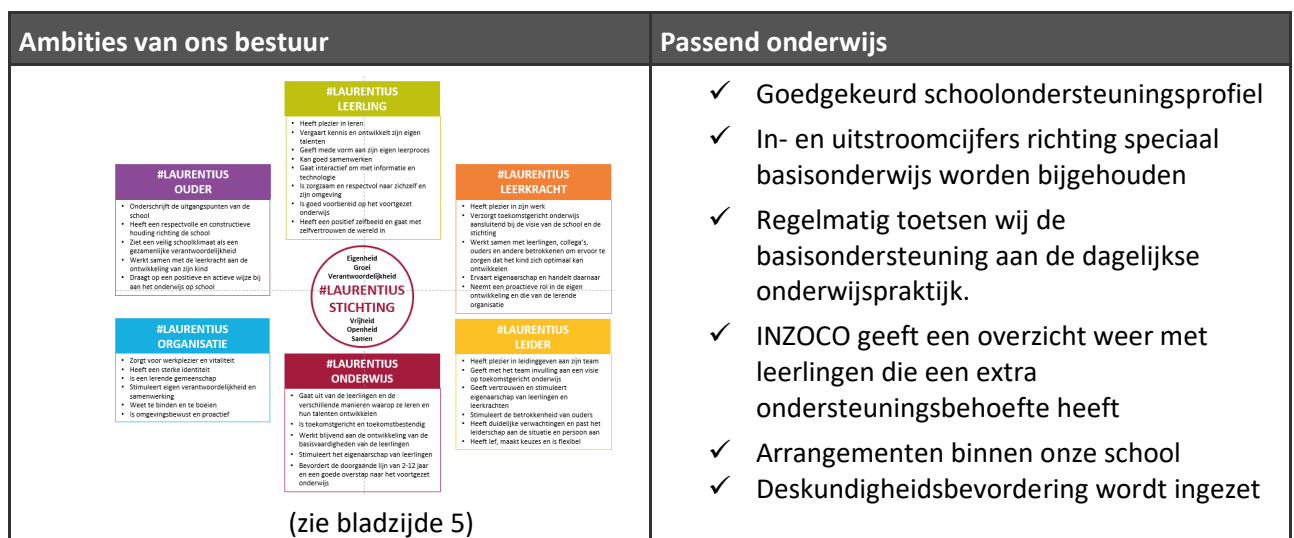 Ambities van ons bestuur
#LAURENTIUS
LEERLING
• Heeft plezier in leren
• Vergaart kennis en ontwikkelt zijn eigen
talenten
• Geeft mede vorm aan zijn eigen leerproces
• Kan goed samenwerken
• Gaat interactief om met informatie en
technologie
• Is zorgzaam en respectvol naar zichzelf en
zijn omgeving
• Is goed voorbereid op het voortgezet
onderwijs
• Heeft een positief zelfbeeld en gaat met
zelfvertrouwen de wereld in
#LAURENTIUS
OUDER
• Onderschrijft de uitgangspunten van de
school
• Heeft een respectvolle en constructieve
houding richting de school
• Ziet een veilig schoolklimaat als een
gezamenlijke verantwoordelijkheid
• Werkt samen met de leerkracht aan de
ontwikkeling van zijn kind
• Draagt op een positieve en actieve wijze bij
aan het onderwijs op school
#LAURENTIUS
LEERKRACHT
• Heeft plezier in zijn werk
• Verzorgt toekomstgericht onderwijs
aansluitend bij de visie van de school en de
stichting
• Werkt samen met leerlingen, collega's,
ouders en andere betrokkenen om ervoor te
zorgen dat het kind zich optimaal kan
ontwikkelen
• Ervaart eigenaarschap en handelt daarnaar
• Neemt een proactieve rol in de eigen
ontwikkeling en die van de lerende
organisatie
Eigenheid
Groei
Verantwoordelijkheid
#LAURENTIUS
STICHTING
Vrijheid
Openheid
Samen
#LAURENTIUS
ORGANISATIE
• Zorgt voor werkplezier en vitaliteit
• Heeft een sterke identiteit
• Is een lerende gemeenschap
• Stimuleert eigen verantwoordelijkheid en
samenwerking
• Weet te binden en te boeien
• Is omgevingsbewust en proactief
#LAURENTIUS
ONDERWIJS
• Gaat uit van de leerlingen en de
verschillende manieren waarop ze leren en
hun talenten ontwikkelen
• Is toekomstgericht en toekomstbestendig
• Werkt blijvend aan de ontwikkeling van de
basisvaardigheden van de leerlingen
• Stimuleert het eigenaarschap van leerlingen
• Bevordert de doorgaande lijn van 2-12 jaar
en een goede overstap naar het voortgezet
onderwijs
#LAURENTIUS
LEIDER
• Heeft plezier in leidinggeven aan zijn team
• Geeft met het team invulling aan een visie
op toekomstgericht onderwijs
• Geeft vertrouwen en stimuleert
eigenaarschap van leerlingen en
leerkrachten
• Stimuleert de betrokkenheid van ouders
• Heeft duidelijke verwachtingen en past het
leiderschap aan de situatie en persoon aan
• Heeft lef, maakt keuzes en is flexibel
(zie bladzijde 5)
Passend onderwijs
✓ Goedgekeurd schoolondersteuningsprofiel
✓ In- en uitstroomcijfers richting speciaal
basisonderwijs worden bijgehouden
✓ Regelmatig toetsen wij de
basisondersteuning aan de dagelijkse
onderwijspraktijk.
✓ INZOCO geeft een overzicht weer met
leerlingen die een extra
ondersteuningsbehoefte heeft
✓ Arrangementen binnen onze school
✓ Deskundigheidsbevordering wordt ingezet